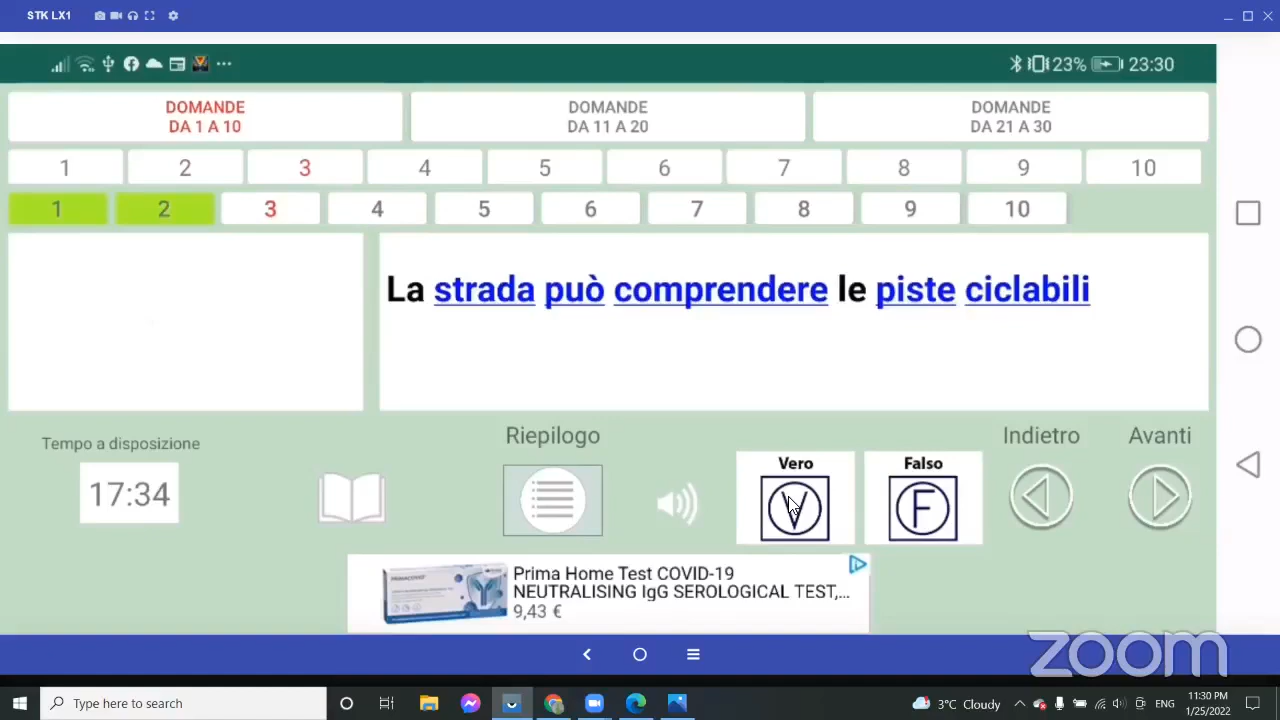 STK LX1
23% 23:30
DOMANDE
DA 1 A 10
DOMANDE
DA 11 A 20
DOMANDE
DA 21 A 30
1 2 3 4 5 6 7 8 9 10
1 2 3 4 5 6 7 8 9 10
La strada può comprendere le piste ciclabili
Tempo a disposizione
17:34
Riepilogo
Vero
V
Falso
F
Indietro
Avanti
Prima Home Test COVID-19
NEUTRALISING IgG SEROLOGICAL TEST,...
9,43 €
zoom
Type here to search
3°C Cloudy
ENG
11:30 PM
1/25/2022